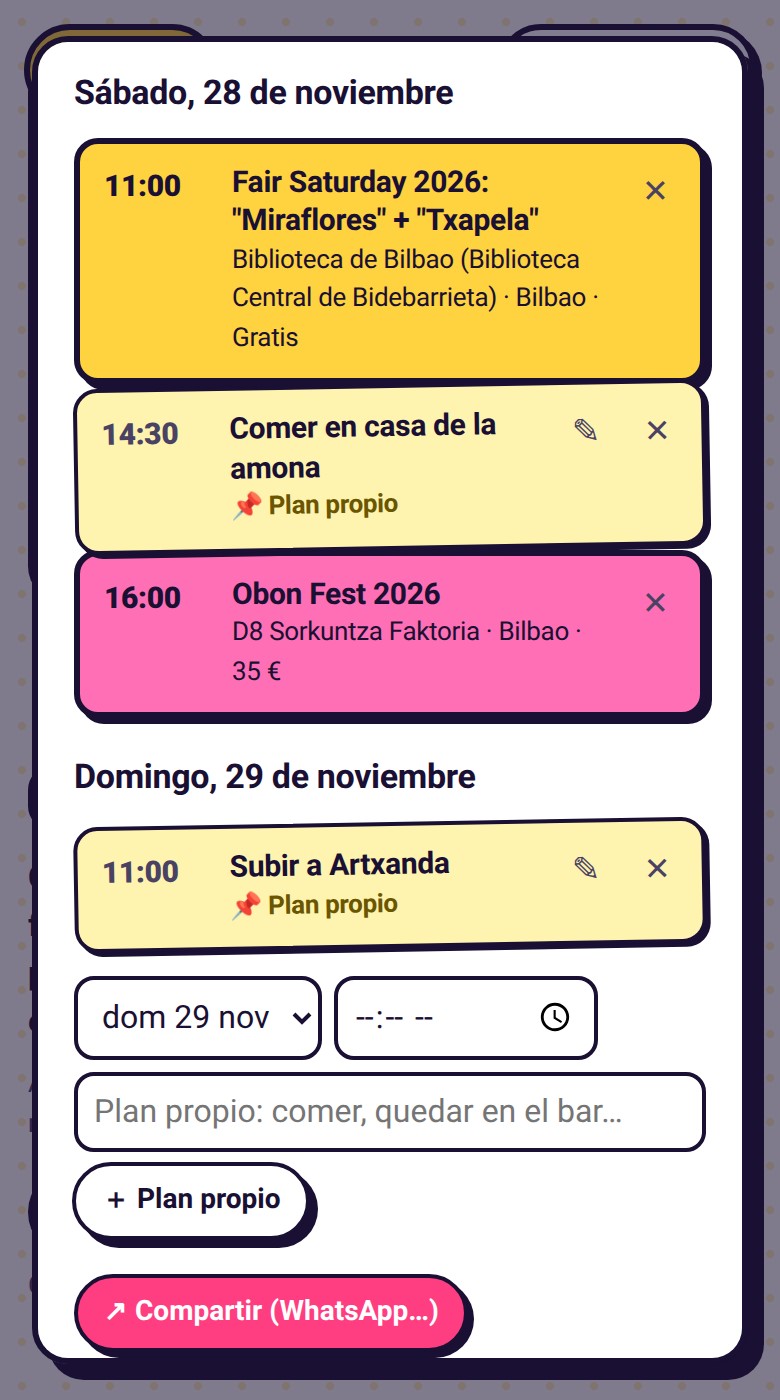 Sábado, 28 de noviembre
11:00
Fair Saturday 2026:
"Miraflores" + "Txapela"
Biblioteca de Bilbao (Biblioteca
Central de Bidebarrieta) · Bilbao ·
Gratis
✕
14:30
Comer en casa de la
amona
📌 Plan propio
✎ ✕
16:00
Obon Fest 2026
D8 Sorkuntza Faktoria · Bilbao ·
35 €
✕
Domingo, 29 de noviembre
11:00
Subir a Artxanda
📌 Plan propio
✎ ✕
dom 29 nov
--:-- --
Plan propio: comer, quedar en el bar…
+ Plan propio
↗ Compartir (WhatsApp…)